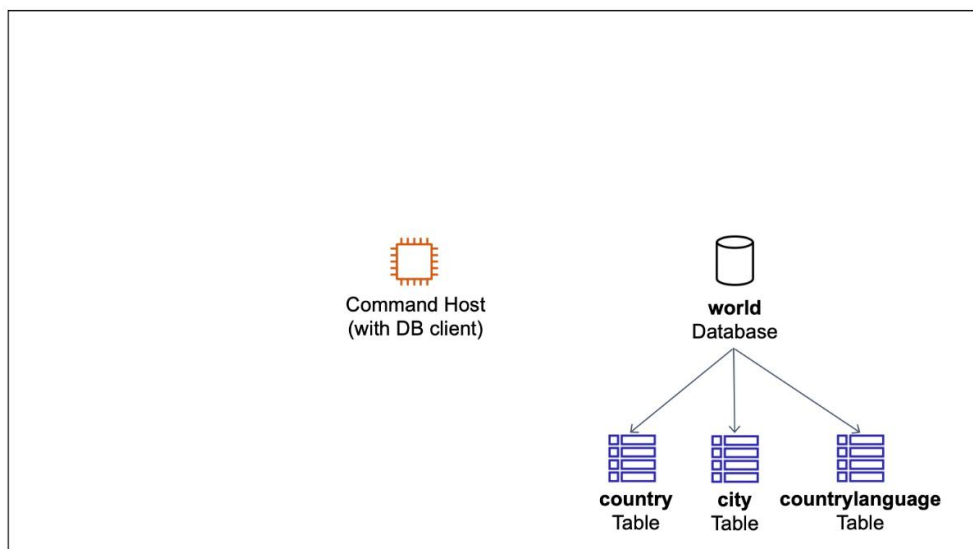 Command Host
(with DB client)
world
Database
country
Table
city
Table
countrylanguage
Table